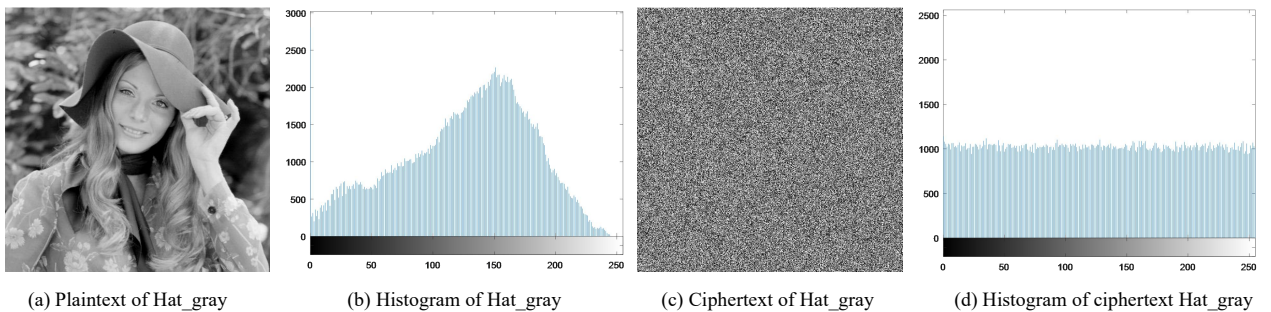 3000
2500
2000
1500
1000
500
0
0 50 100 150 200 250
2500
2000
1500
1000
500
0
0 50 100 150 200 250
(a) Plaintext of Hat_gray
(b) Histogram of Hat_gray
(c) Ciphertext of Hat_gray
(d) Histogram of ciphertext Hat_gray